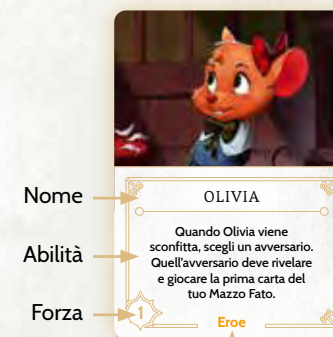 Nome
OLIVIA
Abilità
Quando Olivia viene
sconfitta, scegli un avversario.
Quell'avversario deve rivelare
e giocare la prima carta del
tuo Mazzo Fato.
Forza
1
Eroe